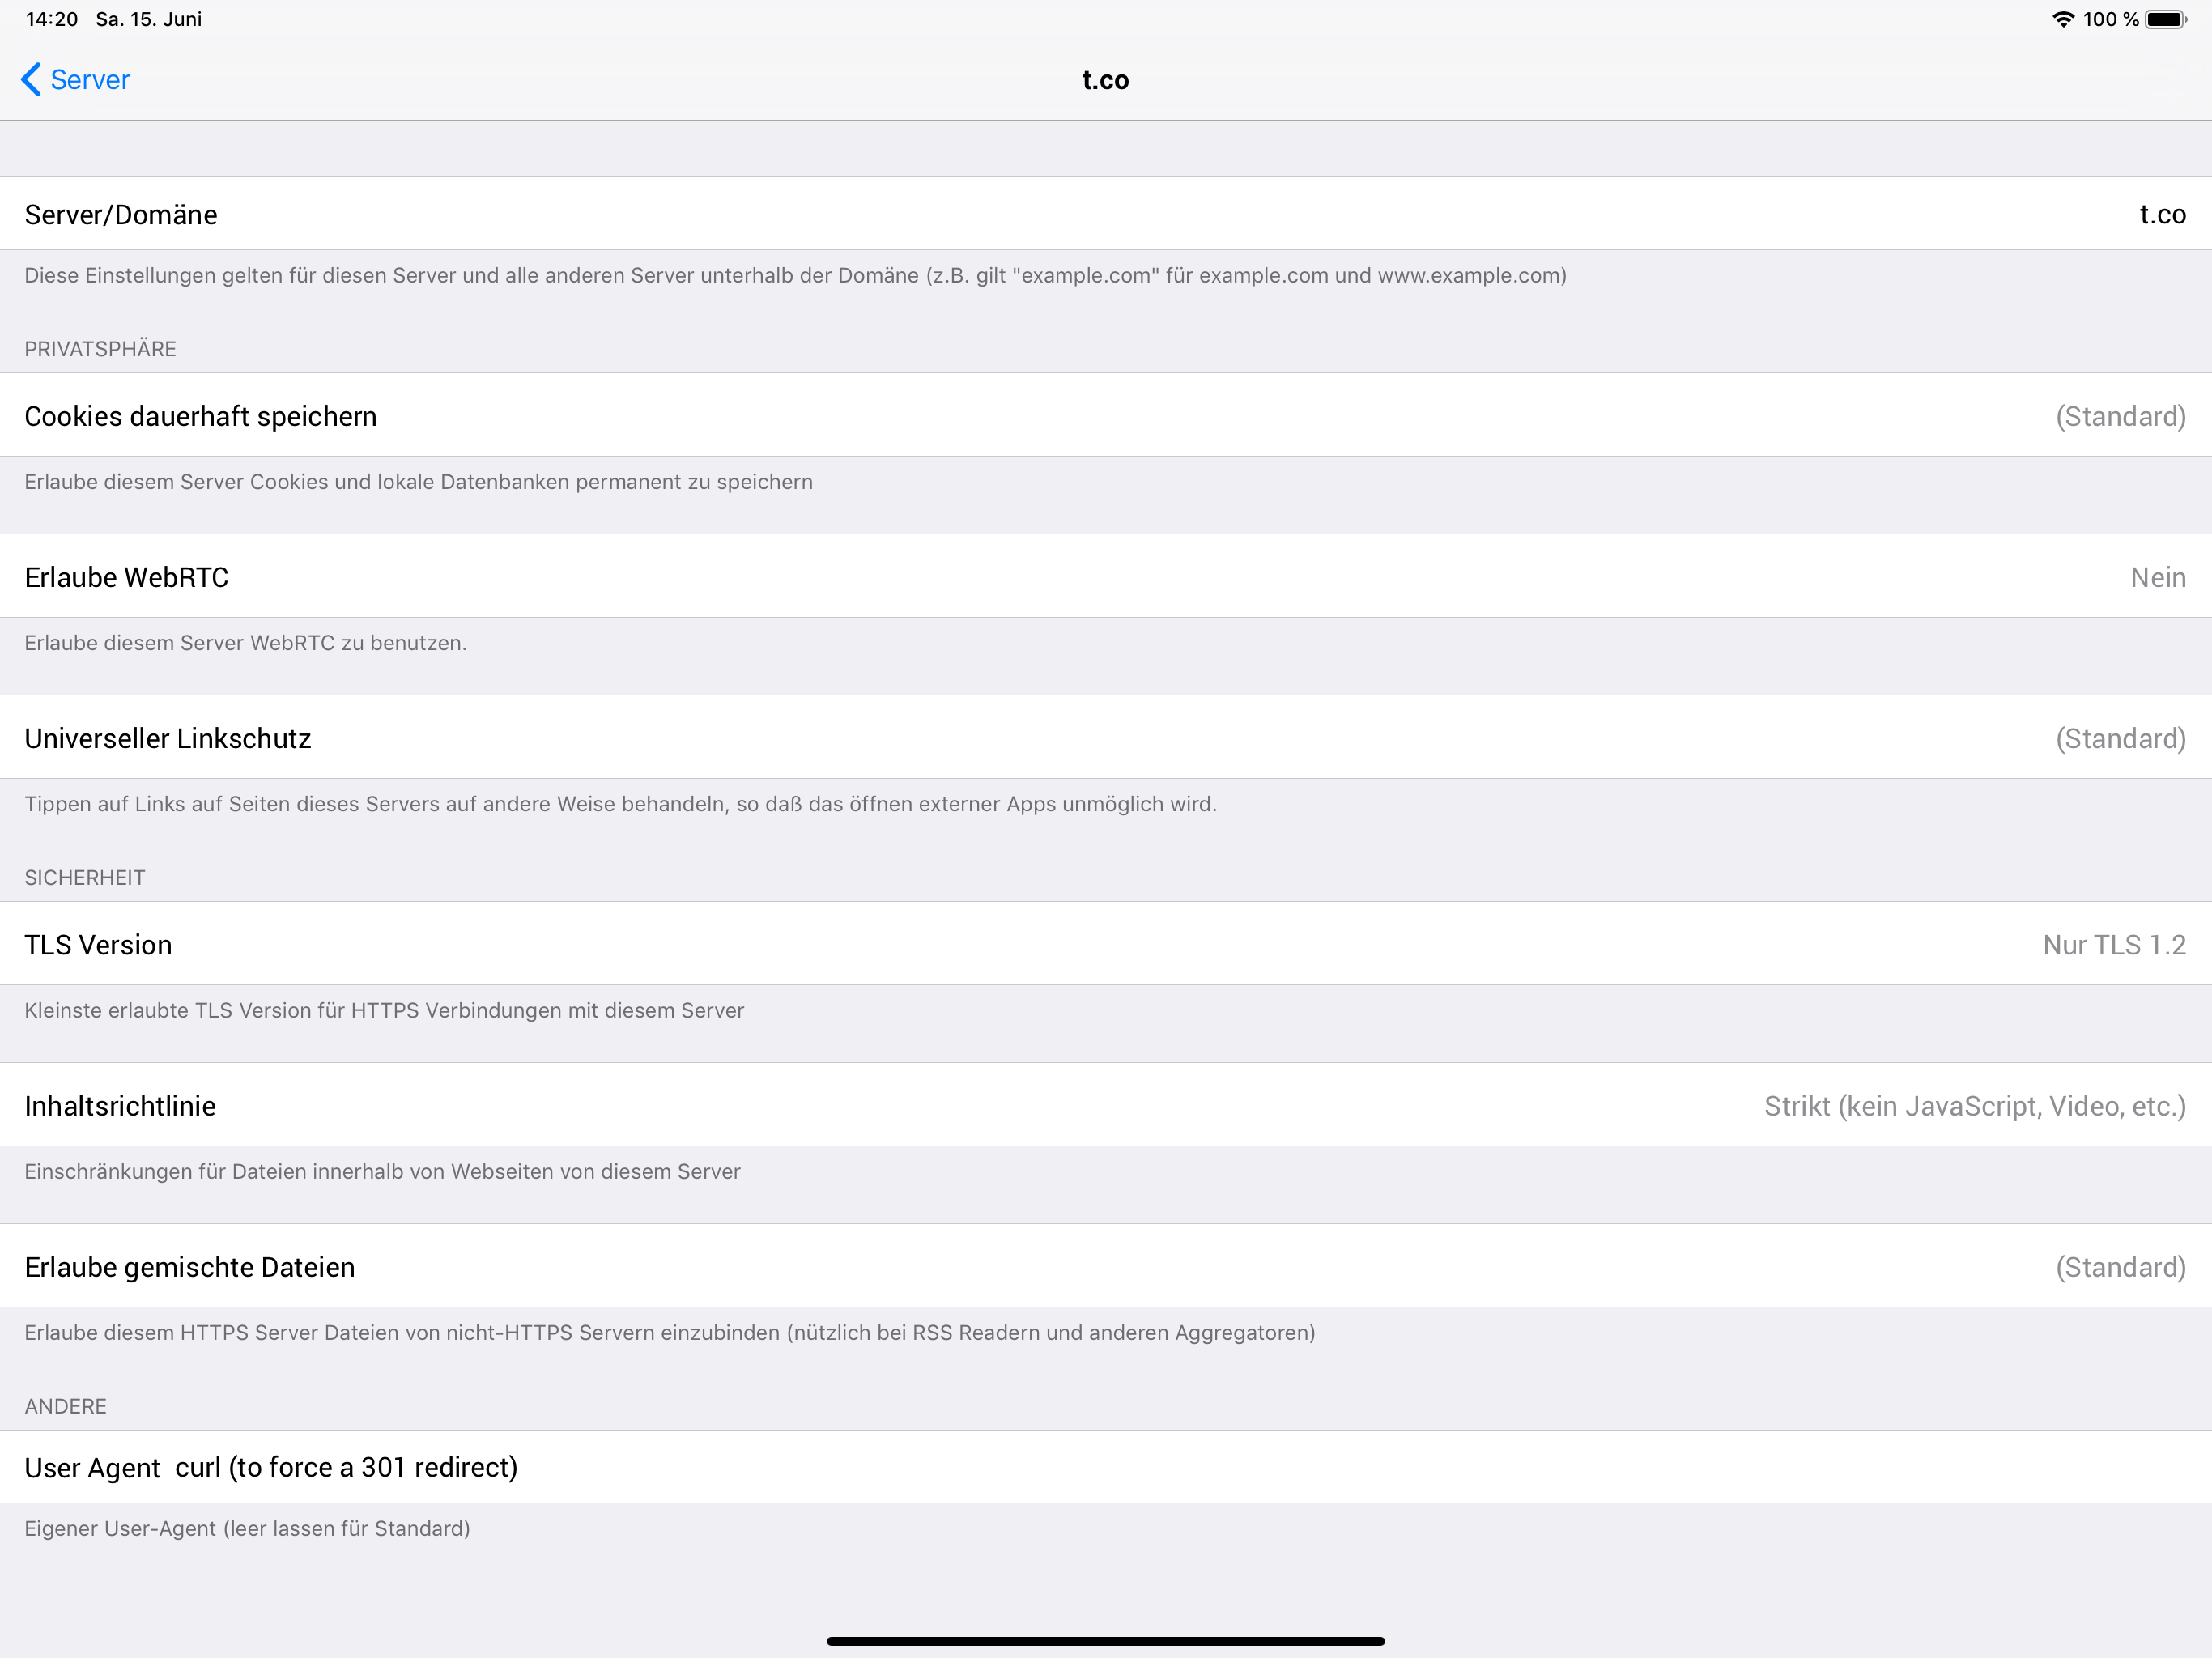 14:20 Sa. 15. Juni 100 %
Server t.co
Server/Domäne t.co
Diese Einstellungen gelten für diesen Server und alle anderen Server unterhalb der Domäne (z.B. gilt "example.com" für example.com und www.example.com)
PRIVATSPHÄRE
Cookies dauerhaft speichern (Standard)
Erlaube diesem Server Cookies und lokale Datenbanken permanent zu speichern
Erlaube WebRTC Nein
Erlaube diesem Server WebRTC zu benutzen.
Universeller Linkschutz (Standard)
Tippen auf Links auf Seiten dieses Servers auf andere Weise behandeln, so daß das öffnen externer Apps unmöglich wird.
SICHERHEIT
TLS Version Nur TLS 1.2
Kleinste erlaubte TLS Version für HTTPS Verbindungen mit diesem Server
Inhaltsrichtlinie Strikt (kein JavaScript, Video, etc.)
Einschränkungen für Dateien innerhalb von Webseiten von diesem Server
Erlaube gemischte Dateien (Standard)
Erlaube diesem HTTPS Server Dateien von nicht-HTTPS Servern einzubinden (nützlich bei RSS Readern und anderen Aggregatoren)
ANDERE
User Agent curl (to force a 301 redirect)
Eigener User-Agent (leer lassen für Standard)